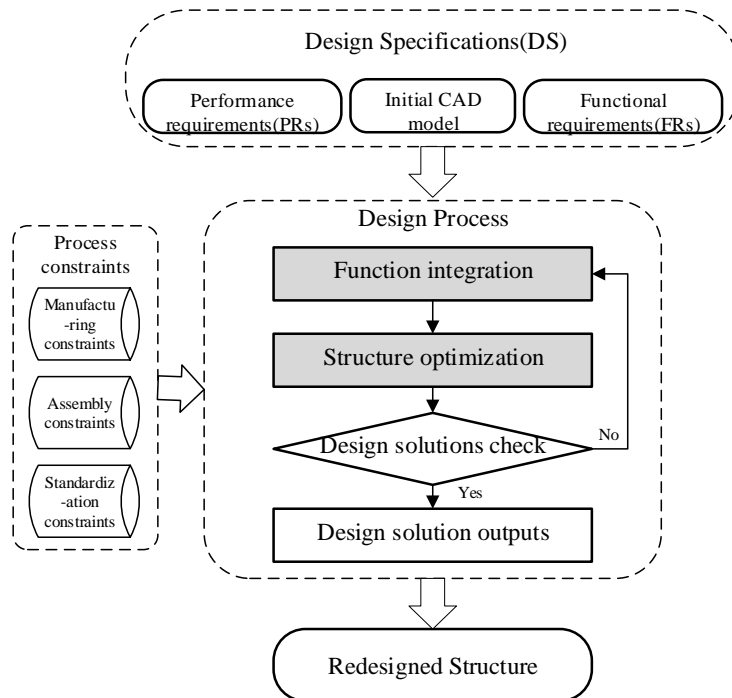 Design Specifications(DS)
Performance
requirements(PRs)
Initial CAD
model
Functional
requirements(FRs)
Design Process
Process
constraints
Manufactu
-ring
constraints
Assembly
constraints
Standardiz
-ation
constraints
Function integration
Structure optimization
Design solutions check
No
Yes
Design solution outputs
Redesigned Structure